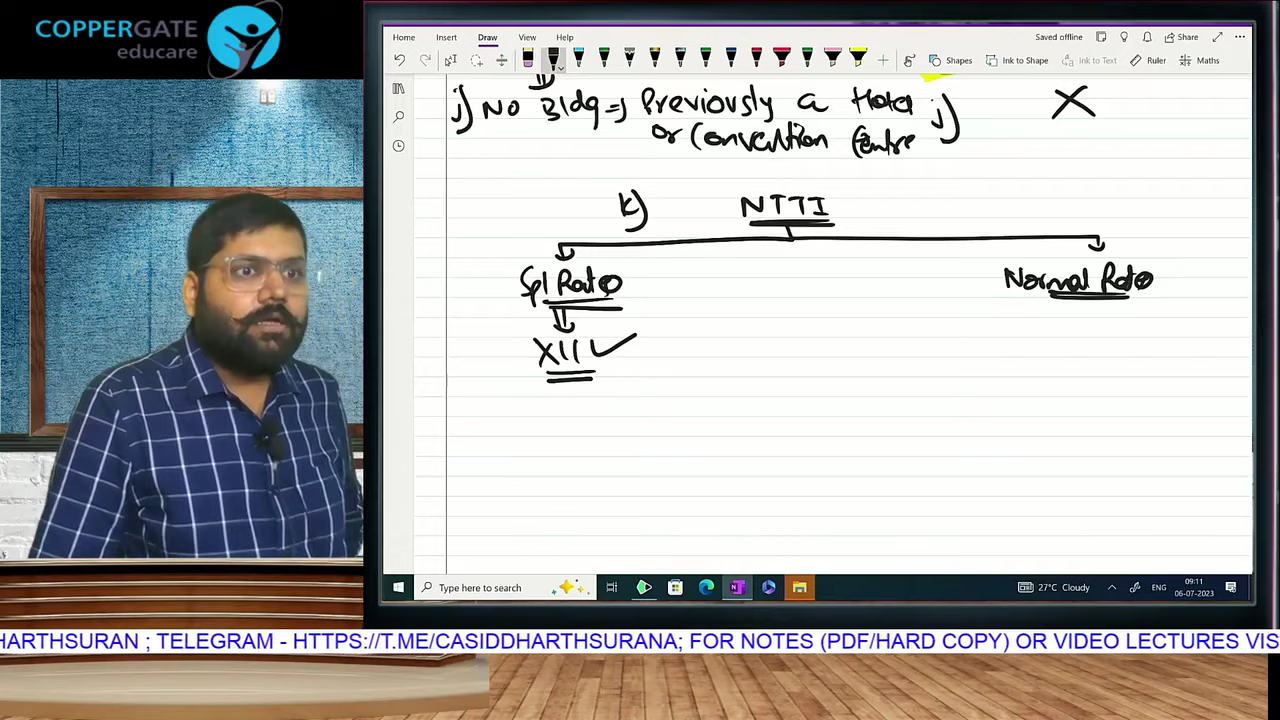 COPPERGATE
educare
Home Insert Draw View Help
Saved offline
Share
Shapes Ink to Shape Ink to Text Ruler Maths
j) No Bldg => Previously a Hotel j) X
or Convention Centre
k) NTTI
Spl Rates Normal Rates
XII ✓
Type here to search
27°C Cloudy
ENG
09:11
06-07-2023
HARTHSURAN ; TELEGRAM - HTTPS://T.ME/CASIDDHARTHSURANA; FOR NOTES (PDF/HARD COPY) OR VIDEO LECTURES VIS